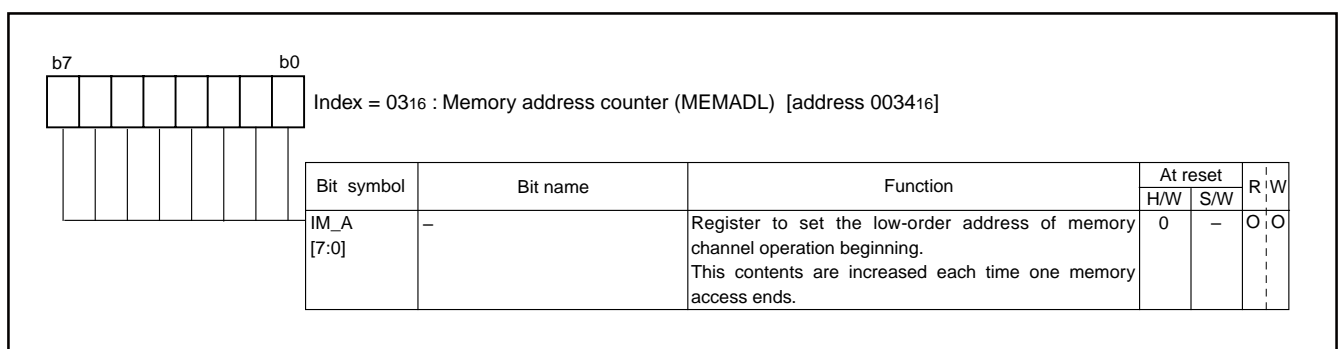 b7 b0
Index = 0316 : Memory address counter (MEMADL) [address 003416]
Bit symbol Bit name Function At reset R W
H/W S/W
IM_A – Register to set the low-order address of memory 0 – O O
[7:0] channel operation beginning.
This contents are increased each time one memory
access ends.